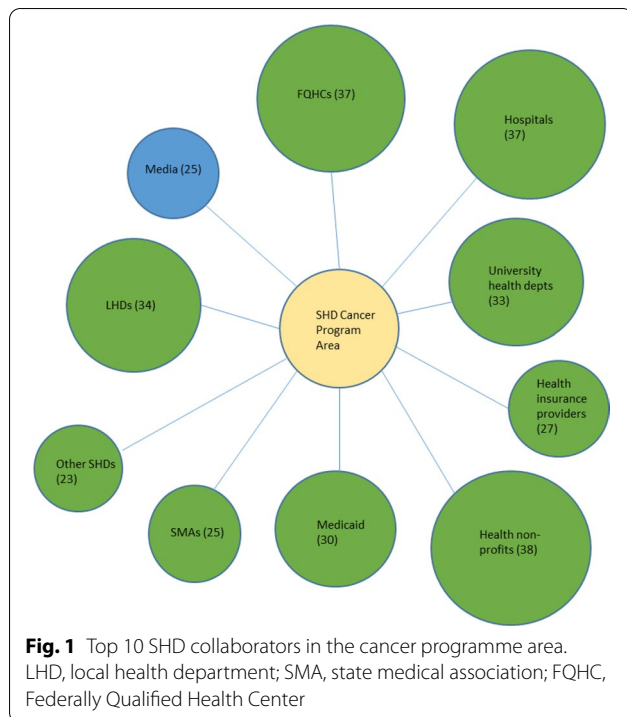 FQHCs (37)
Hospitals
(37)
Media (25)
University
health depts
(33)
LHDs (34)
SHD Cancer
Program
Area
Health
insurance
providers
(27)
Other SHDs
(23)
SMAs (25)
Medicaid
(30)
Health non-
profits (38)
Fig. 1 Top 10 SHD collaborators in the cancer programme area.
LHD, local health department; SMA, state medical association; FQHC,
Federally Qualified Health Center